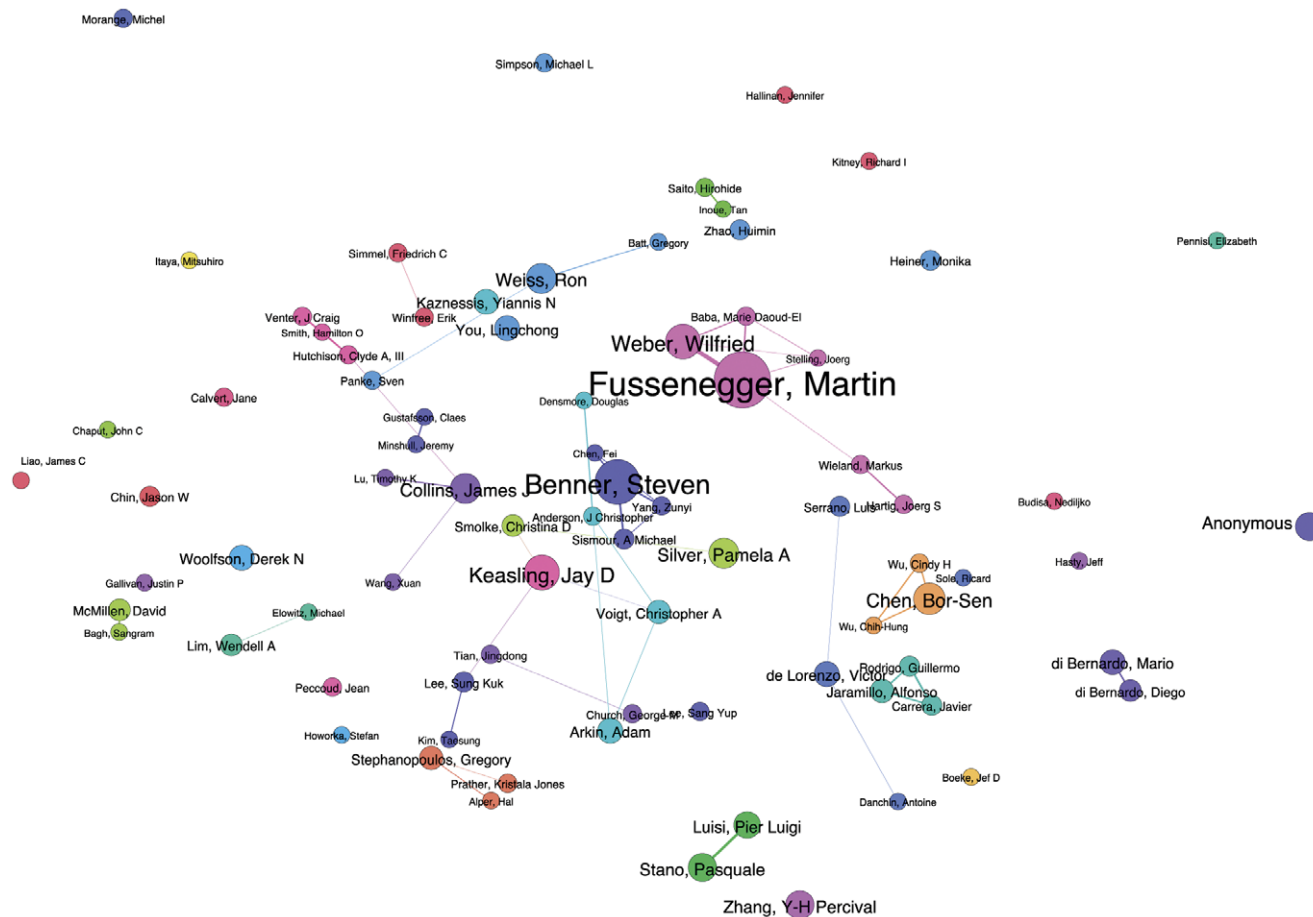 Morange, Michel
Simpson, Michael L
Hallinan, Jennifer
Kitney, Richard I
Saito, Hirohide
Inoue, Tan
Zhao, Huimin
Batt, Gregory
Pennisi, Elizabeth
Simmel, Friedrich C
Itaya, Mitsuhiro
Heiner, Monika
Weiss, Ron
Kaznessis, Yiannis N
Venter, J Craig
Winfree, Erik
Baba, Marie Daoud-El
Smith, Hamilton O
You, Lingchong
Weber, Wilfried
Hutchison, Clyde A, III
Stelling, Joerg
Panke, Sven
Fussenegger, Martin
Calvert, Jane
Densmore, Douglas
Gustafsson, Claes
Chaput, John C
Minshull, Jeremy
Chen, Fei
Liao, James C
Wieland, Markus
Lu, Timothy K
Collins, James J
Benner, Steven
Chin, Jason W
Yang, Zunyi
Hartig, Joerg S
Serrano, Luis
Budisa, Nediljko
Anderson, J Christopher
Anonymous
Smolke, Christina D
Sismour, A Michael
Silver, Pamela A
Woolfson, Derek N
Wu, Cindy H
Hasty, Jeff
Keasling, Jay D
Sole, Ricard
Gallivan, Justin P
Wang, Xuan
Chen, Bor-Sen
McMillen, David
Elowitz, Michael
Voigt, Christopher A
Bagh, Sangram
Wu, Chih-Hung
Lim, Wendell A
Tian, Jingdong
di Bernardo, Mario
Rodrigo, Guillermo
de Lorenzo, Victor
Lee, Sung Kuk
Peccoud, Jean
Jaramillo, Alfonso
di Bernardo, Diego
Carrera, Javier
Church, George M
Lee, Sang Yup
Howorka, Stefan
Arkin, Adam
Kim, Taesung
Stephanopoulos, Gregory
Boeke, Jef D
Prather, Kristala Jones
Alper, Hal
Danchin, Antoine
Luisi, Pier Luigi
Stano, Pasquale
Zhang, Y-H Percival